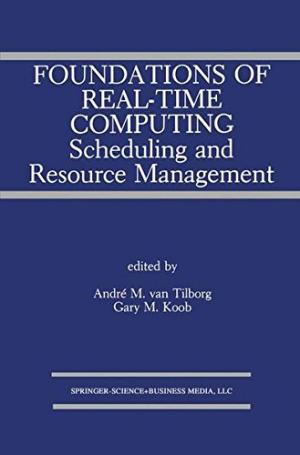 FOUNDATIONS OF
REAL-TIME
COMPUTING
Scheduling and
Resource Management
edited by
André M. van Tilborg
Gary M. Koob
SPRINGER-SCIENCE+BUSINESS MEDIA, LLC